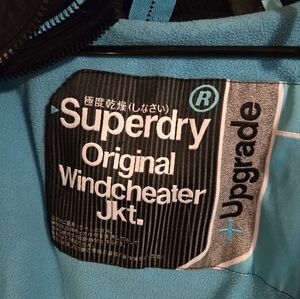 極度乾燥(しなさい)
Superdry
®
Original
Windcheater
Jkt.
+Upgrade